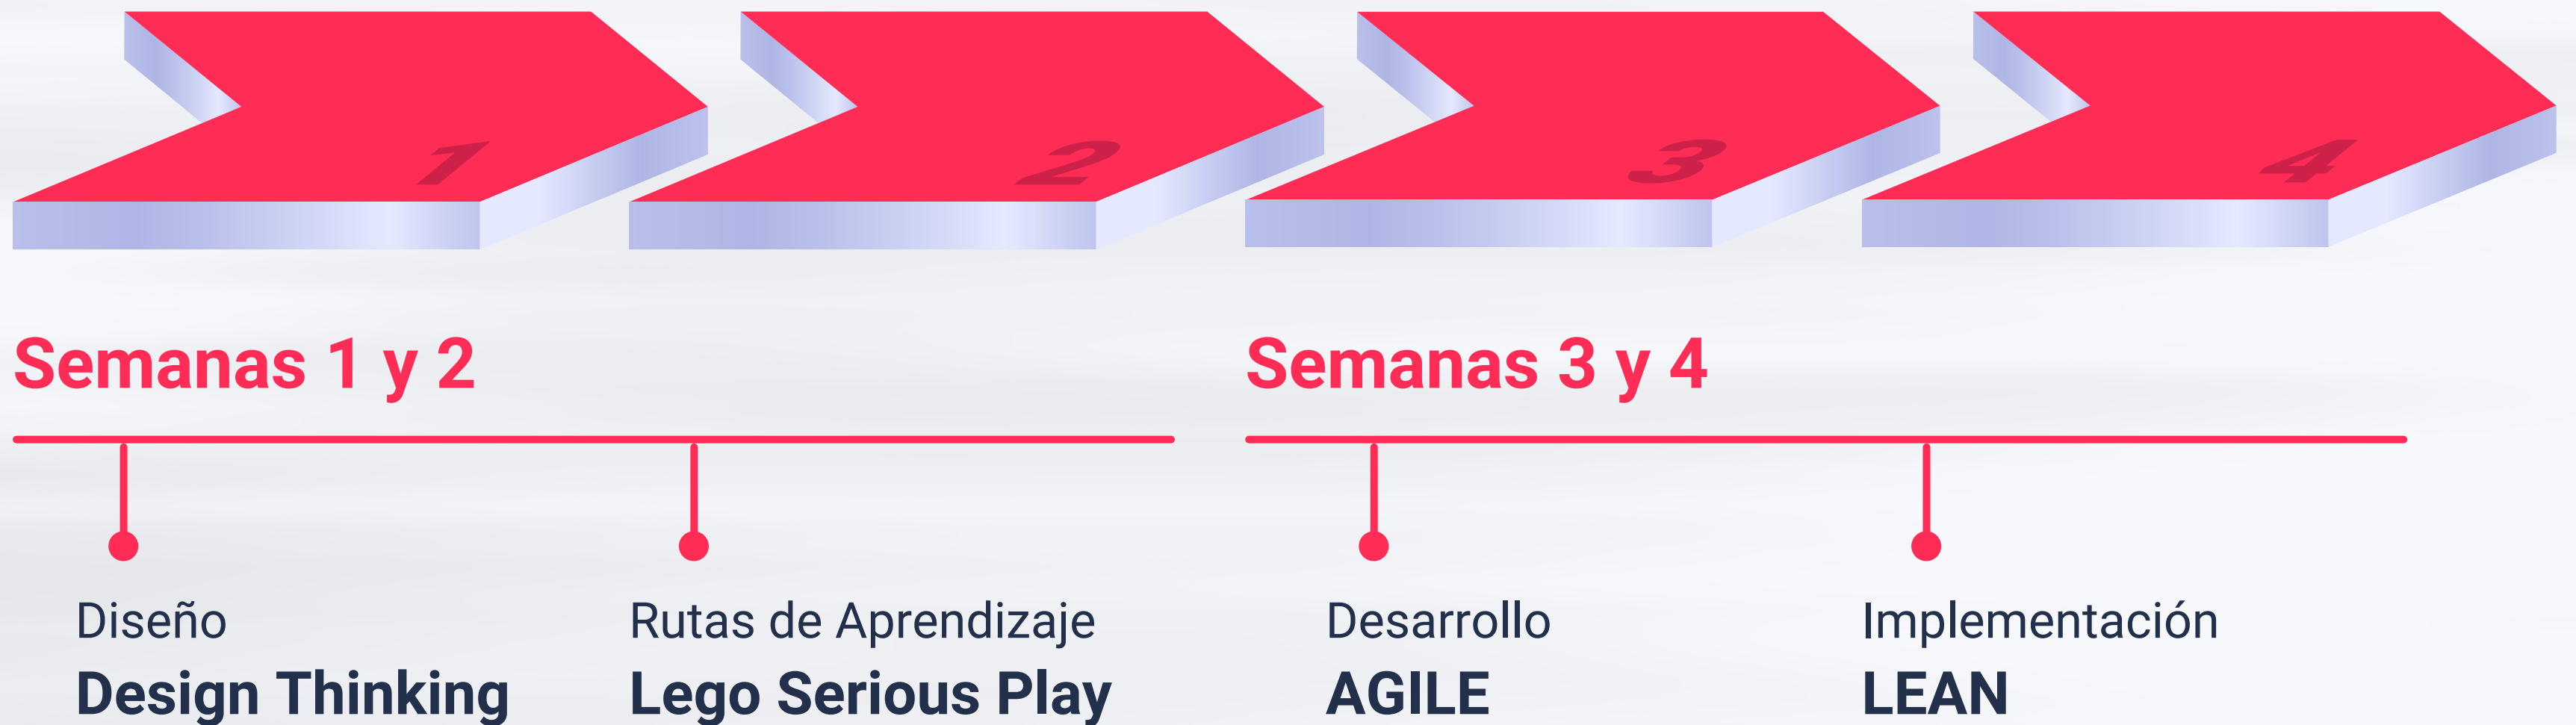 1
2
3
4
Semanas 1 y 2
Diseño
Design Thinking
Rutas de Aprendizaje
Lego Serious Play
Semanas 3 y 4
Desarrollo
AGILE
Implementación
LEAN